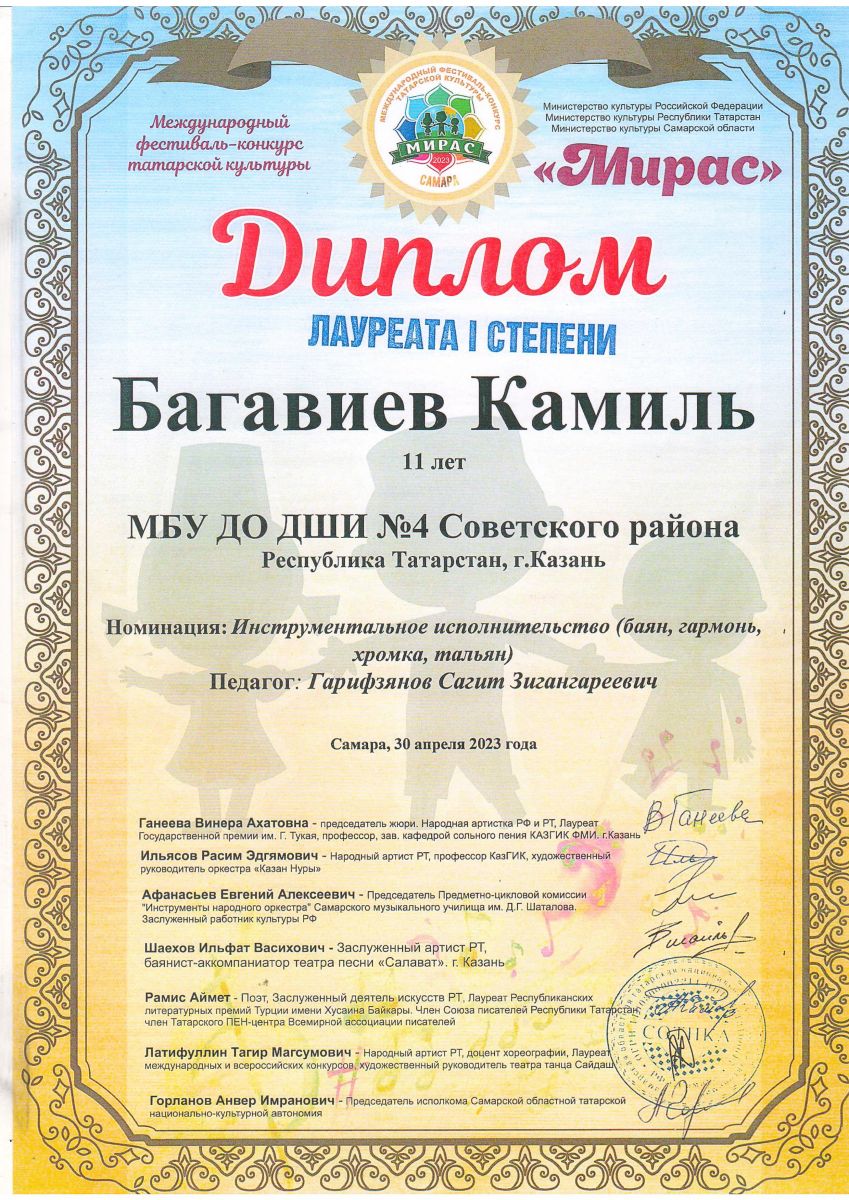 МЕЖДУНАРОДНЫЙ ФЕСТИВАЛЬ-КОНКУРС
ТАТАРСКОЙ КУЛЬТУРЫ
МИРАС
2023
САМАРА
Международный
фестиваль-конкурс
татарской культуры
Министерство культуры Российской Федерации
Министерство культуры Республики Татарстан
Министерство культуры Самарской области
«Мирас»
Диплом
ЛАУРЕАТА I СТЕПЕНИ
Багавиев Камиль
11 лет
МБУ ДО ДШИ №4 Советского района
Республика Татарстан, г.Казань
Номинация: Инструментальное исполнительство (баян, гармонь,
хромка, тальян)
Педагог: Гарифзянов Сагит Зигангареевич
Самара, 30 апреля 2023 года
Ганеева Винера Ахатовна - председатель жюри. Народная артистка РФ и РТ, Лауреат
Государственной премии им. Г. Тукая, профессор, зав. кафедрой сольного пения КАЗГИК ФМИ. г.Казань
В Ганеева
Ильясов Расим Эдгямович - Народный артист РТ, профессор КазГИК, художественный
руководитель оркестра «Казан Нуры»
Афанасьев Евгений Алексеевич - Председатель Предметно-цикловой комиссии
"Инструменты народного оркестра" Самарского музыкального училища им. Д.Г. Шаталова.
Заслуженный работник культуры РФ
Шаехов Ильфат Васихович - Заслуженный артист РТ,
баянист-аккомпаниатор театра песни «Салават». г. Казань
Рамис Аймет - Поэт, Заслуженный деятель искусств РТ, Лауреат Республиканских
литературных премий Турции имени Хусаина Байкары. Член Союза писателей Республики Татарстан,
член Татарского ПЕН-центра Всемирной ассоциации писателей
Латифуллин Тагир Магсумович - Народный артист РТ, доцент хореографии, Лауреат
международных и всероссийских конкурсов, художественный руководитель театра танца Сайдаш
Горланов Анвер Имранович - Председатель исполкома Самарской областной татарской
национально-культурной автономия